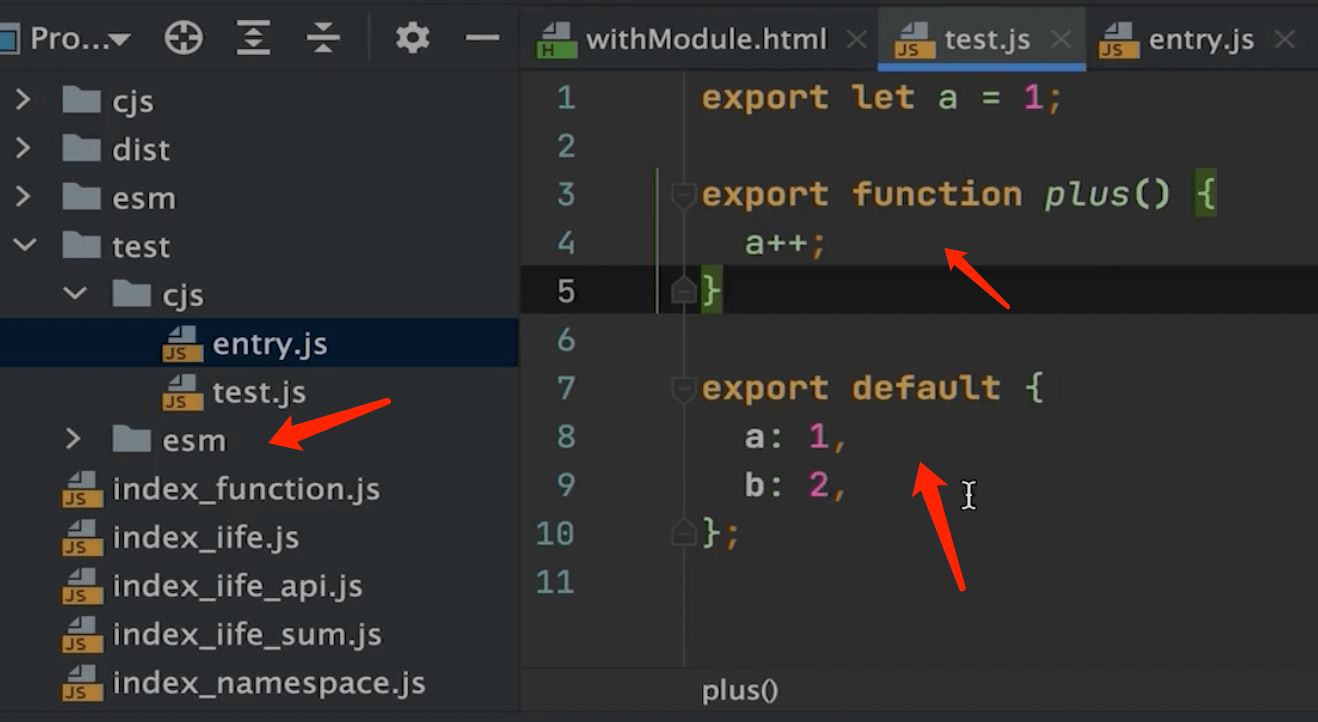 Pro...
withModule.html
test.js
entry.js
cjs
dist
esm
test
cjs
entry.js
test.js
esm
index_function.js
index_iife.js
index_iife_api.js
index_iife_sum.js
index_namespace.js
1 export let a = 1;
2
3 export function plus() {
4 a++;
5 }
6
7 export default {
8 a: 1,
9 b: 2,
10 };
11
plus()